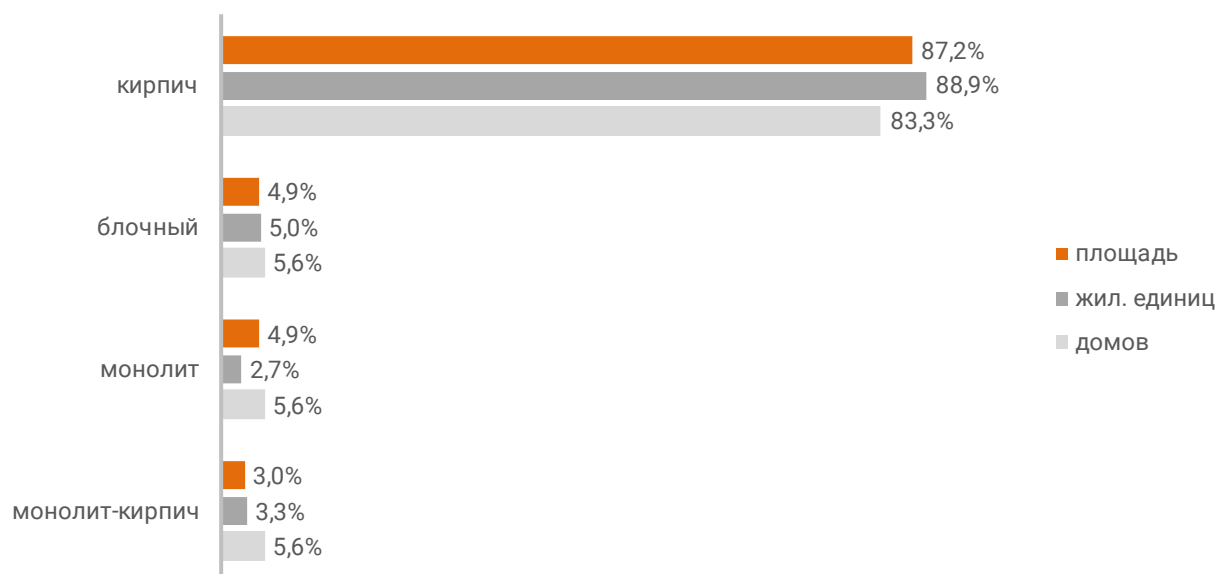 87,2%
кирпич
88,9%
83,3%
4,9%
блочный
5,0%
5,6%
площадь
жил. единиц
домов
4,9%
монолит
2,7%
5,6%
3,0%
монолит-кирпич
3,3%
5,6%